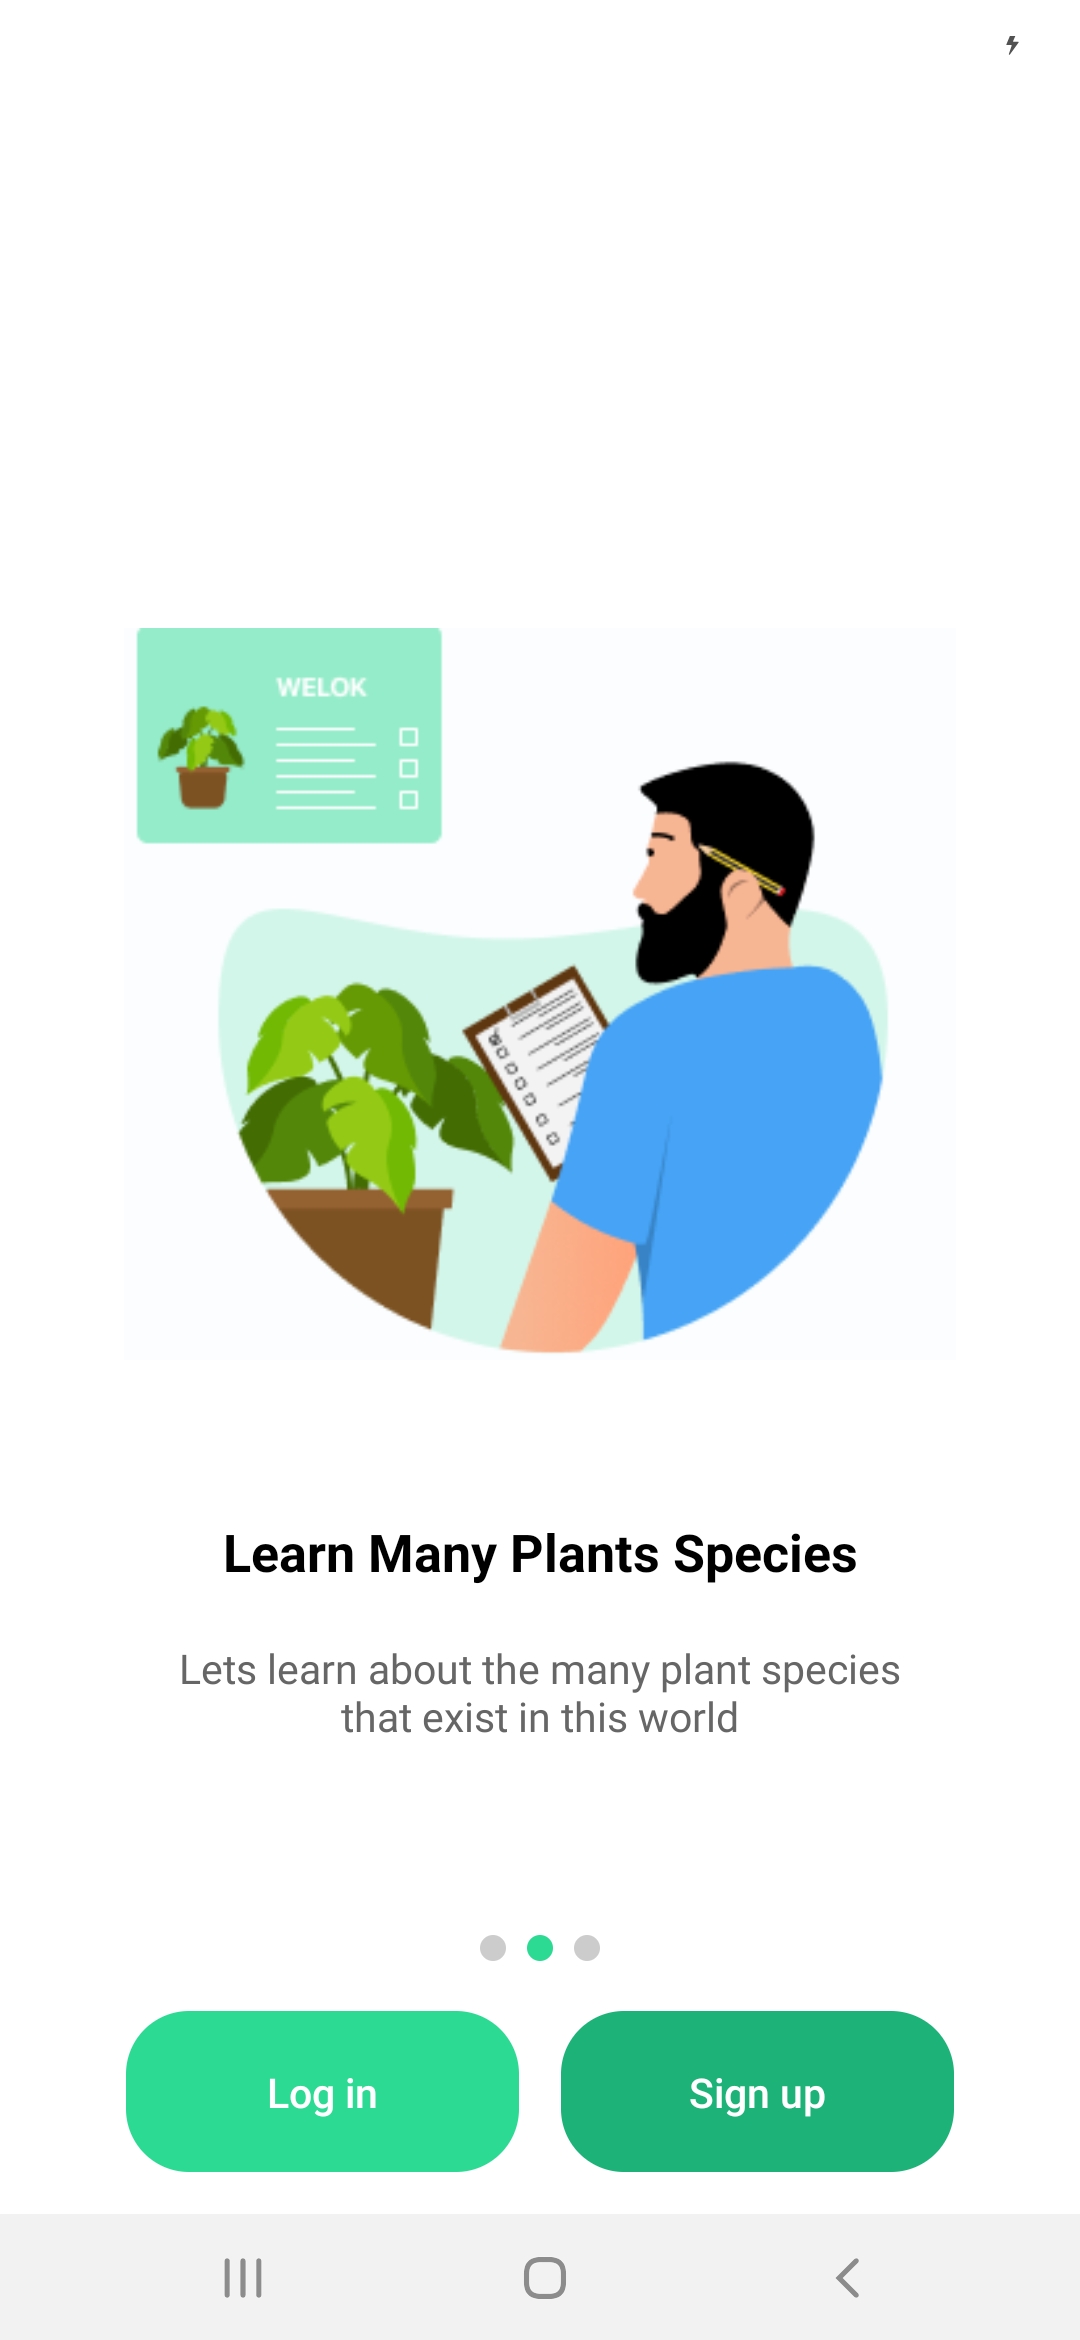 WELOK
Learn Many Plants Species
Lets learn about the many plant species
that exist in this world
Log in
Sign up